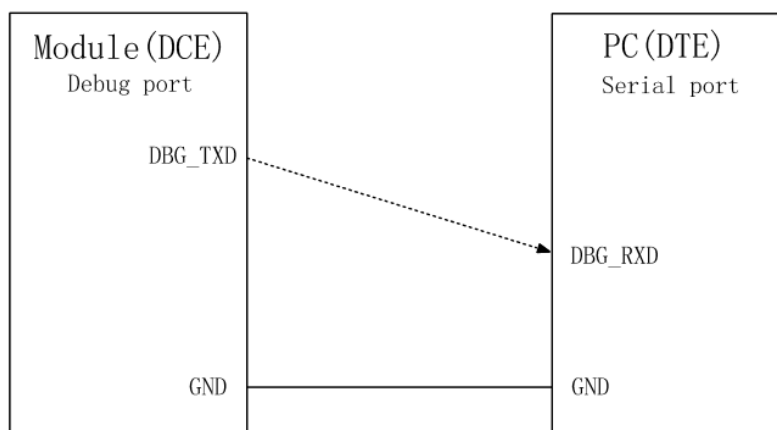 Module(DCE)
Debug port
DBG_TXD
GND
PC(DTE)
Serial port
DBG_RXD
GND